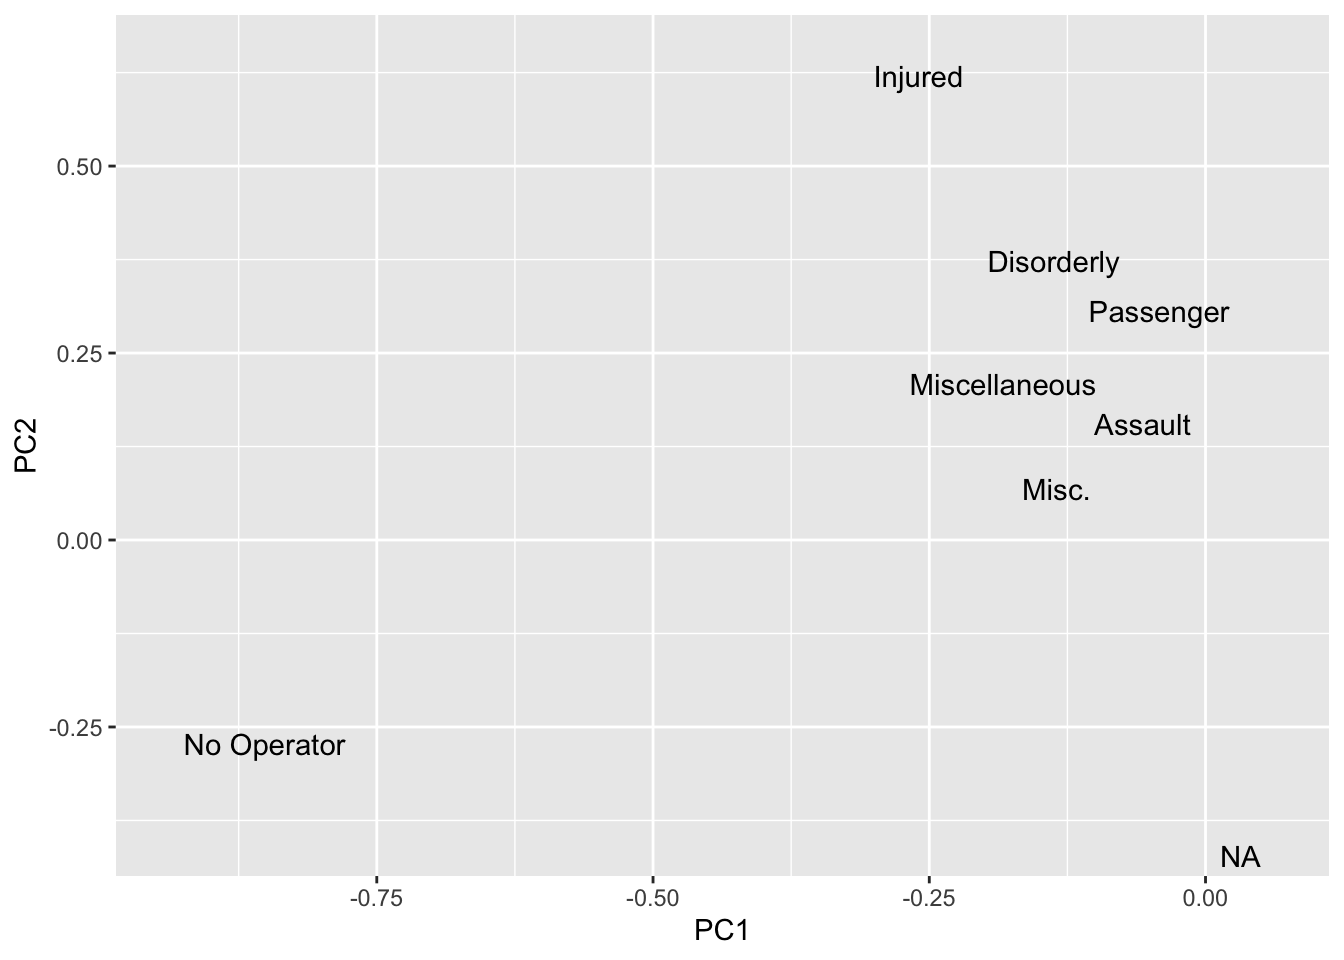 Injured
0.50
Disorderly
Passenger
0.25
Miscellaneous
Assault
PC2
Misc.
0.00
-0.25
No Operator
NA
-0.75 -0.50 -0.25 0.00
PC1